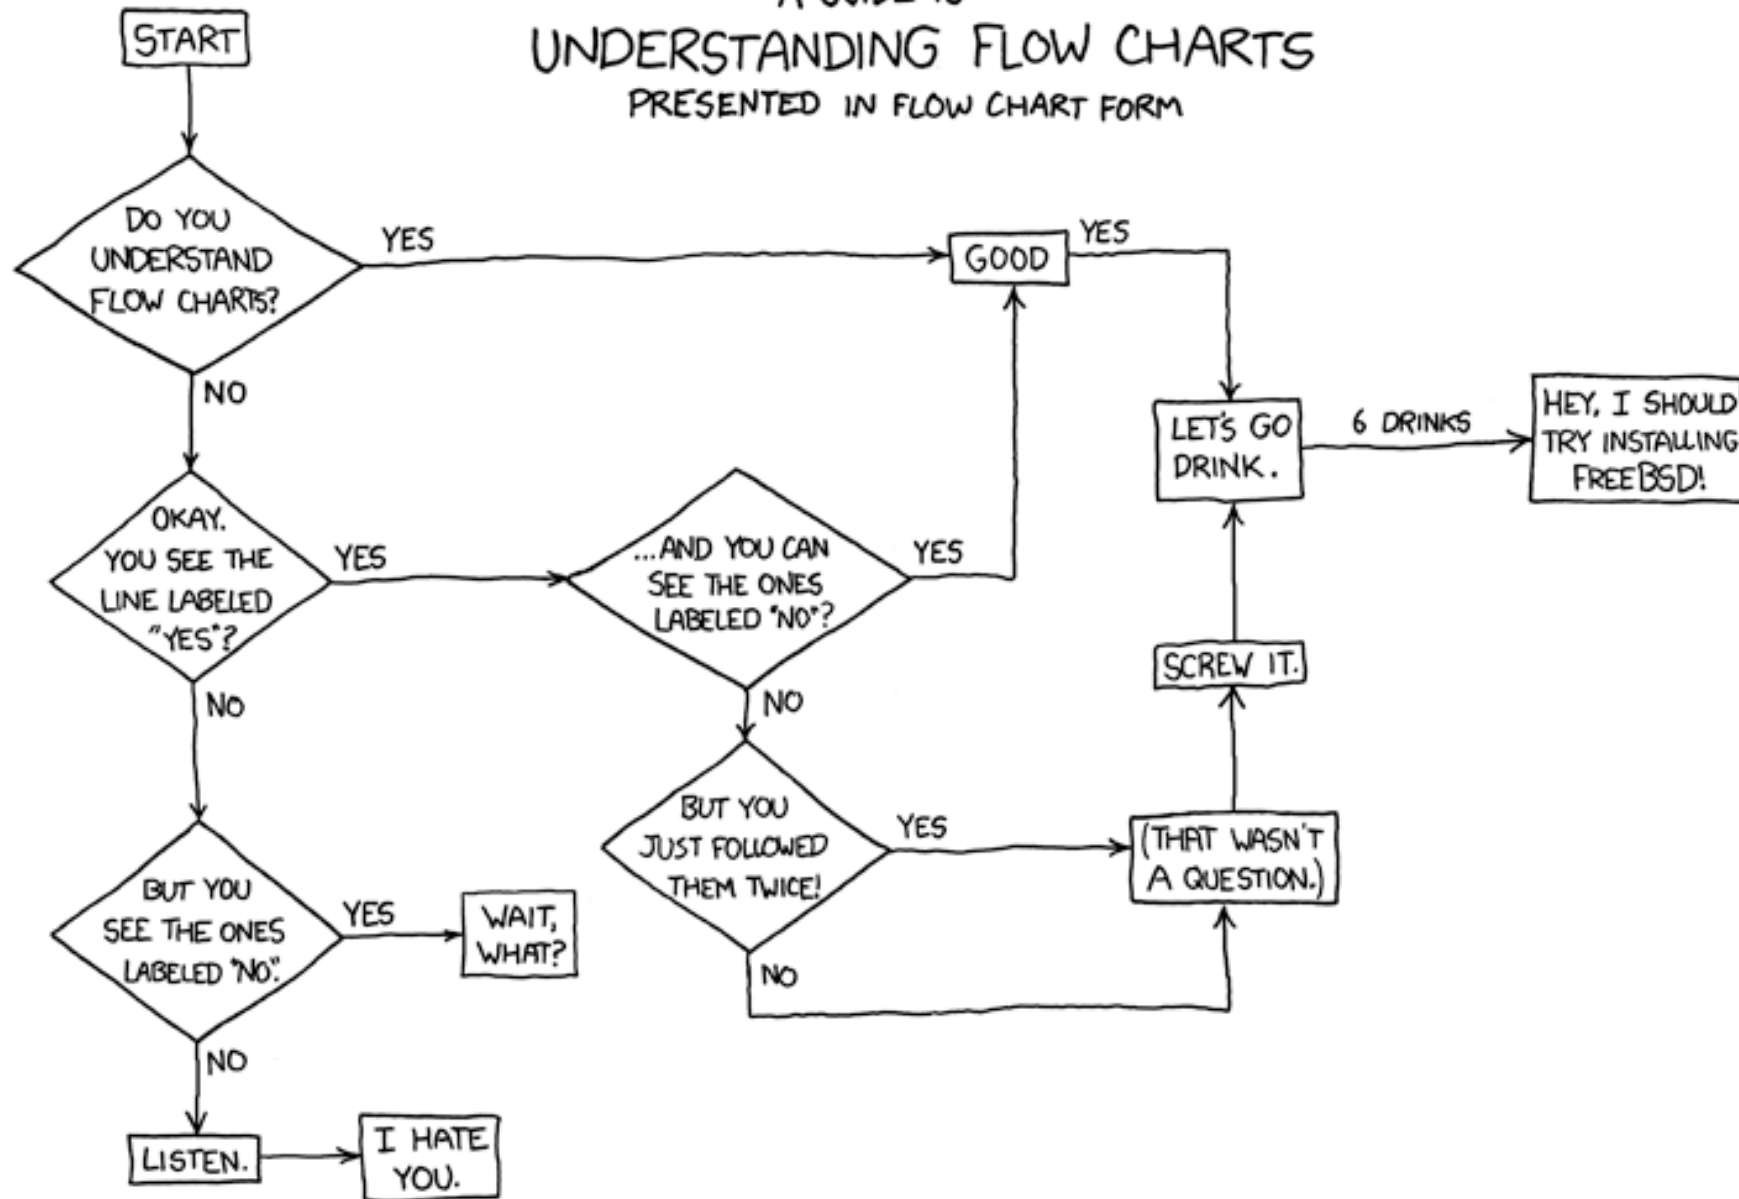 A GUIDE TO
UNDERSTANDING FLOW CHARTS
PRESENTED IN FLOW CHART FORM
START
DO YOU
UNDERSTAND
FLOW CHARTS?
YES
GOOD
YES
NO
LET'S GO
DRINK.
6 DRINKS
HEY, I SHOULD
TRY INSTALLING
FREEBSD!
OKAY.
YOU SEE THE
LINE LABELED
"YES"?
YES
...AND YOU CAN
SEE THE ONES
LABELED "NO"?
YES
NO
NO
SCREW IT.
BUT YOU
JUST FOLLOWED
THEM TWICE!
YES
(THAT WASN'T
A QUESTION.)
NO
BUT YOU
SEE THE ONES
LABELED "NO".
YES
WAIT,
WHAT?
NO
LISTEN.
I HATE
YOU.